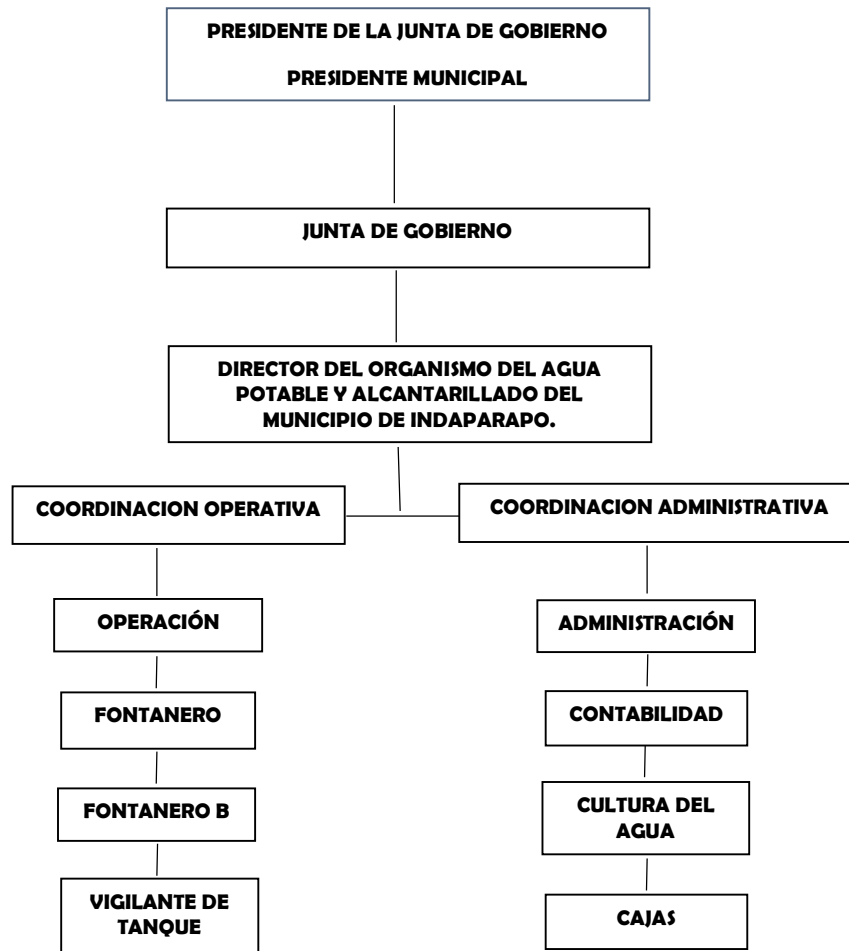 PRESIDENTE DE LA JUNTA DE GOBIERNO
PRESIDENTE MUNICIPAL
JUNTA DE GOBIERNO
DIRECTOR DEL ORGANISMO DEL AGUA
POTABLE Y ALCANTARILLADO DEL
MUNICIPIO DE INDAPARAPO.
COORDINACION OPERATIVA
COORDINACION ADMINISTRATIVA
OPERACIÓN
ADMINISTRACIÓN
FONTANERO
CONTABILIDAD
FONTANERO B
CULTURA DEL
AGUA
VIGILANTE DE
TANQUE
CAJAS